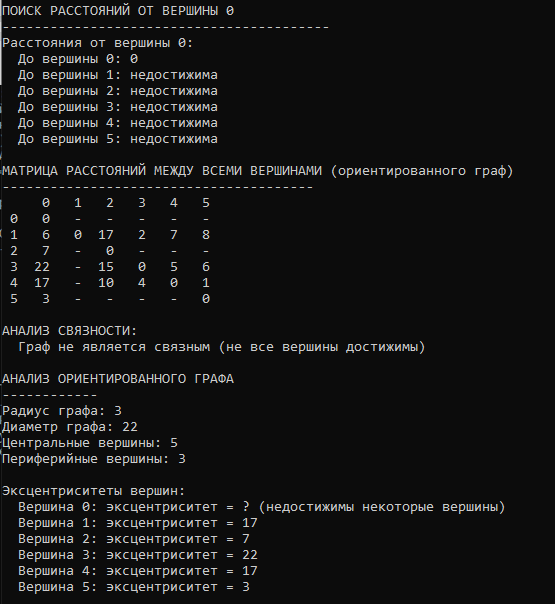 ПОИСК РАССТОЯНИЙ ОТ ВЕРШИНЫ 0
-----------------------------------------
Расстояния от вершины 0:
  До вершины 0: 0
  До вершины 1: недостижима
  До вершины 2: недостижима
  До вершины 3: недостижима
  До вершины 4: недостижима
  До вершины 5: недостижима

МАТРИЦА РАССТОЯНИЙ МЕЖДУ ВСЕМИ ВЕРШИНАМИ (ориентированного граф)
---------------------------------------
     0   1   2   3   4   5
 0   0   -   -   -   -   -
 1   6   0  17   2   7   8
 2   7   -   0   -   -   -
 3  22   -  15   0   5   6
 4  17   -  10   4   0   1
 5   3   -   -   -   -   0

АНАЛИЗ СВЯЗНОСТИ:
  Граф не является связным (не все вершины достижимы)

АНАЛИЗ ОРИЕНТИРОВАННОГО ГРАФА
------------
Радиус графа: 3
Диаметр графа: 22
Центральные вершины: 5
Периферийные вершины: 3

Эксцентриситеты вершин:
  Вершина 0: эксцентриситет = ? (недостижимы некоторые вершины)
  Вершина 1: эксцентриситет = 17
  Вершина 2: эксцентриситет = 7
  Вершина 3: эксцентриситет = 22
  Вершина 4: эксцентриситет = 17
  Вершина 5: эксцентриситет = 3